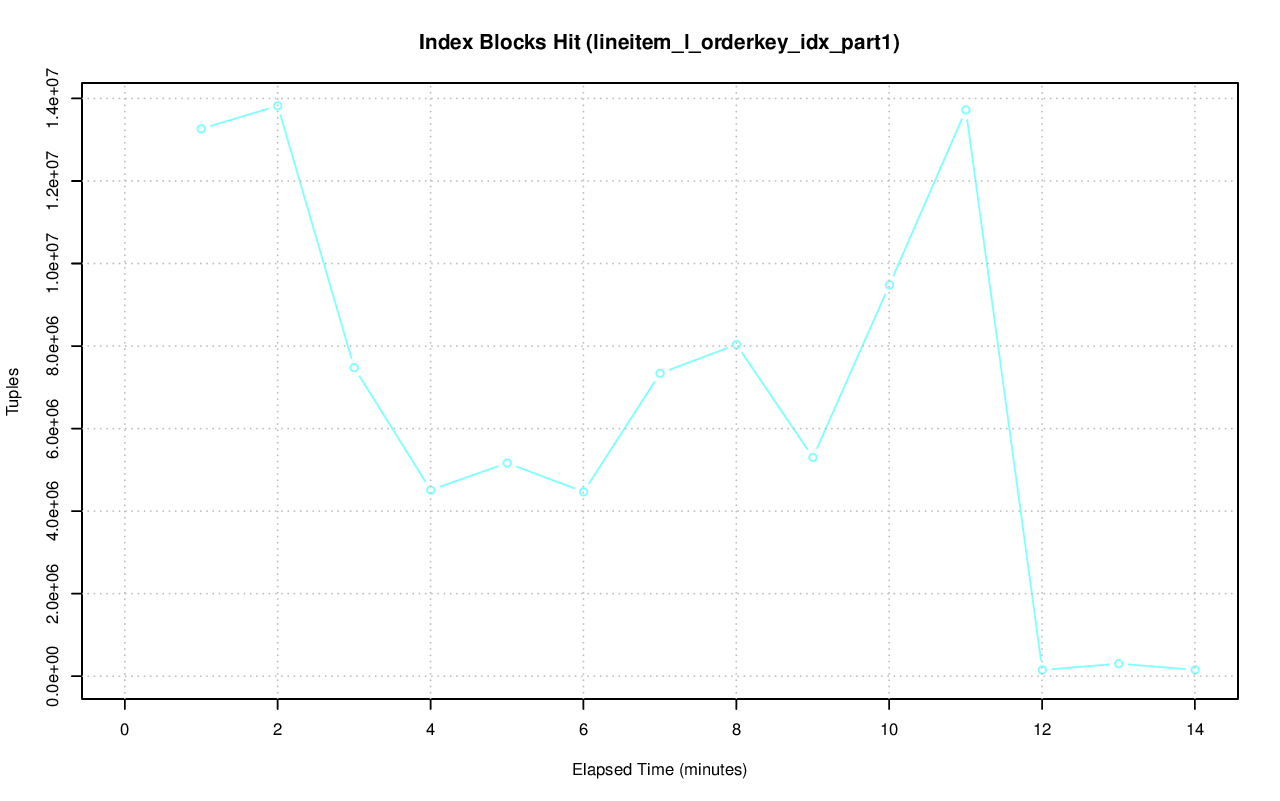 Index Blocks Hit (lineitem_l_orderkey_idx_part1)
1.4e+07
1.2e+07
1.0e+07
8.0e+06
6.0e+06
4.0e+06
2.0e+06
0.0e+00
Tuples
0 2 4 6 8 10 12 14
Elapsed Time (minutes)